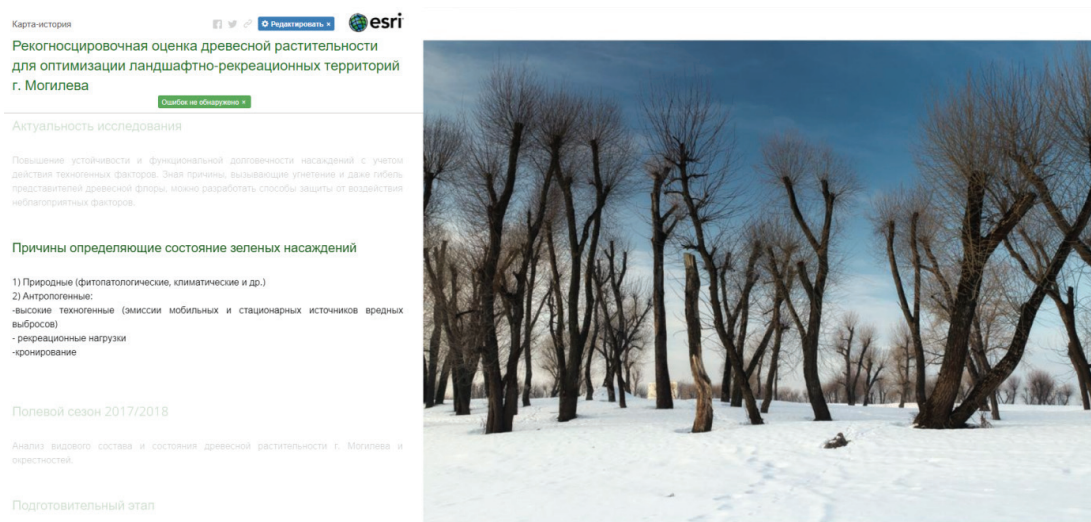 Карта-история
Редактировать ×
esri
Рекогносцировочная оценка древесной растительности
для оптимизации ландшафтно-рекреационных территорий
г. Могилева
Ошибок не обнаружено ×
Актуальность исследования
Повышение устойчивости и функциональной долговечности насаждений с учетом
действия техногенных факторов. Зная причины, вызывающие угнетение и даже гибель
представителей древесной флоры, можно разработать способы защиты от воздействия
неблагоприятных факторов.
Причины определяющие состояние зеленых насаждений
1) Природные (фитопатологические, климатические и др.)
2) Антропогенные:
-высокие техногенные (эмиссии мобильных и стационарных источников вредных
выбросов)
- рекреационные нагрузки
-кронирование
Полевой сезон 2017/2018
Анализ видового состава и состояния древесной растительности г. Могилева и
окрестностей.
Подготовительный этап